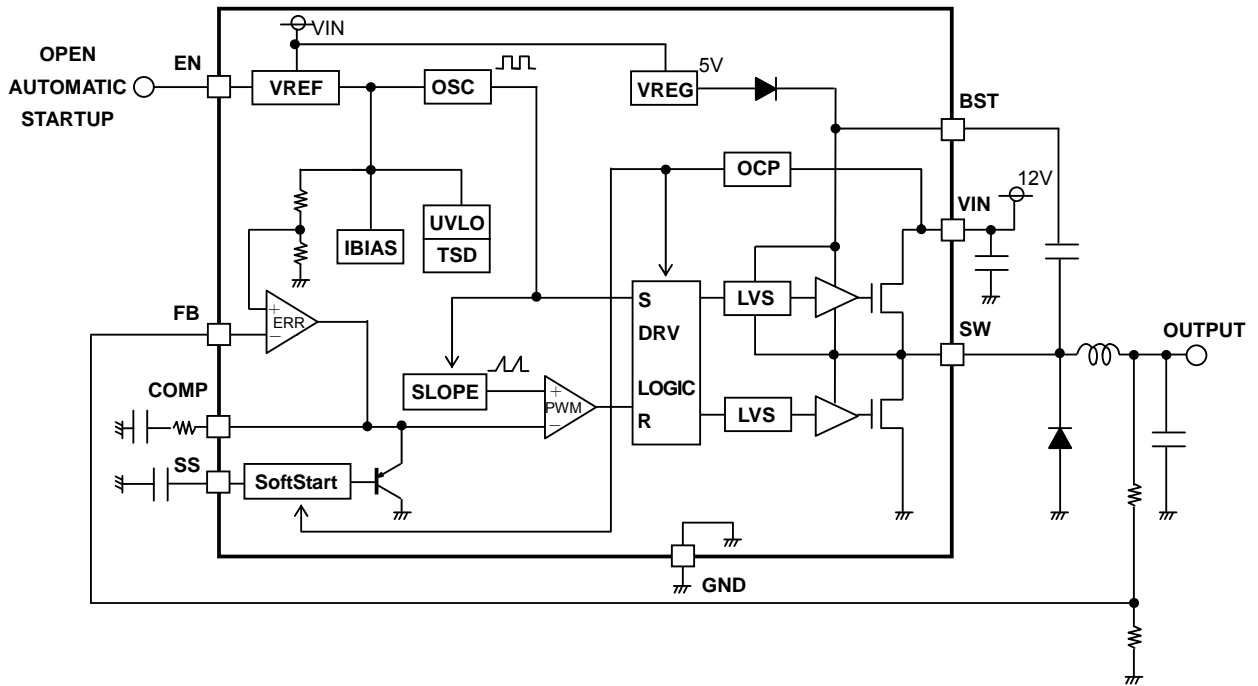 VIN
OPEN
AUTOMATIC
STARTUP
EN
VREF
OSC
VREG
5V
BST
OCP
12V
VIN
UVLO
TSD
IBIAS
FB
+
ERR
−
S
DRV
LOGIC
R
LVS
SW
OUTPUT
COMP
SLOPE
+
PWM
−
LVS
SS
SoftStart
GND